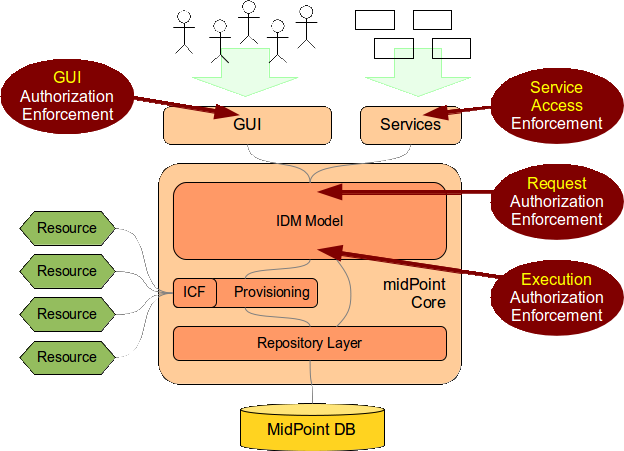 GUI
Authorization
Enforcement
GUI
Services
Service
Access
Enforcement
Request
Authorization
Enforcement
IDM Model
Resource
Resource
Resource
Resource
ICF
Provisioning
midPoint
Core
Execution
Authorization
Enforcement
Repository Layer
MidPoint DB